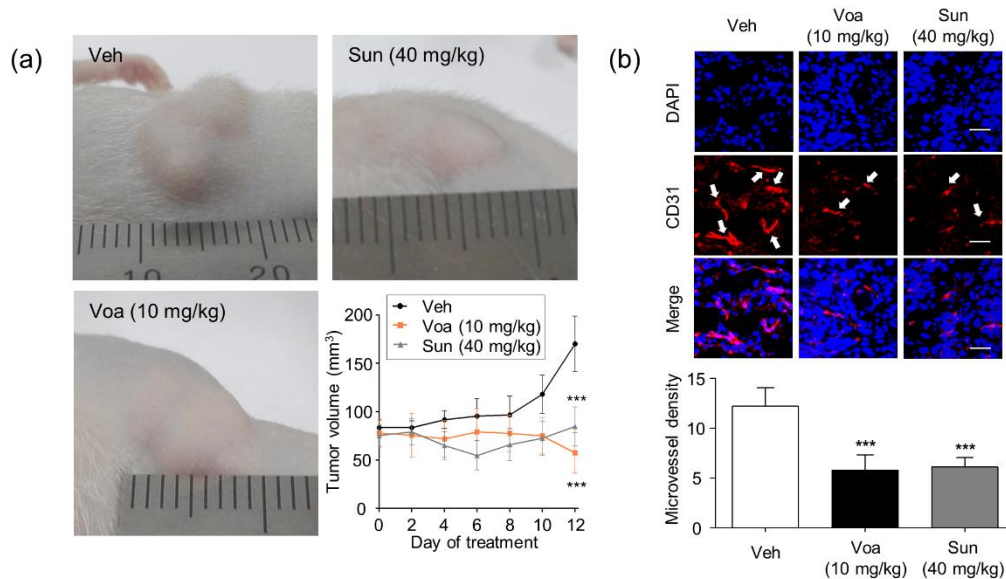 (a)
Veh
Sun (40 mg/kg)
10
20
Voa (10 mg/kg)
Veh
Voa (10 mg/kg)
Sun (40 mg/kg)
Tumor volume (mm³)
200
150
100
50
0
***
***
0 2 4 6 8 10 12
Day of treatment
(b)
Veh
Voa
(10 mg/kg)
Sun
(40 mg/kg)
DAPI
CD31
Merge
Microvessel density
15
10
5
0
***
***
Veh
Voa
(10 mg/kg)
Sun
(40 mg/kg)